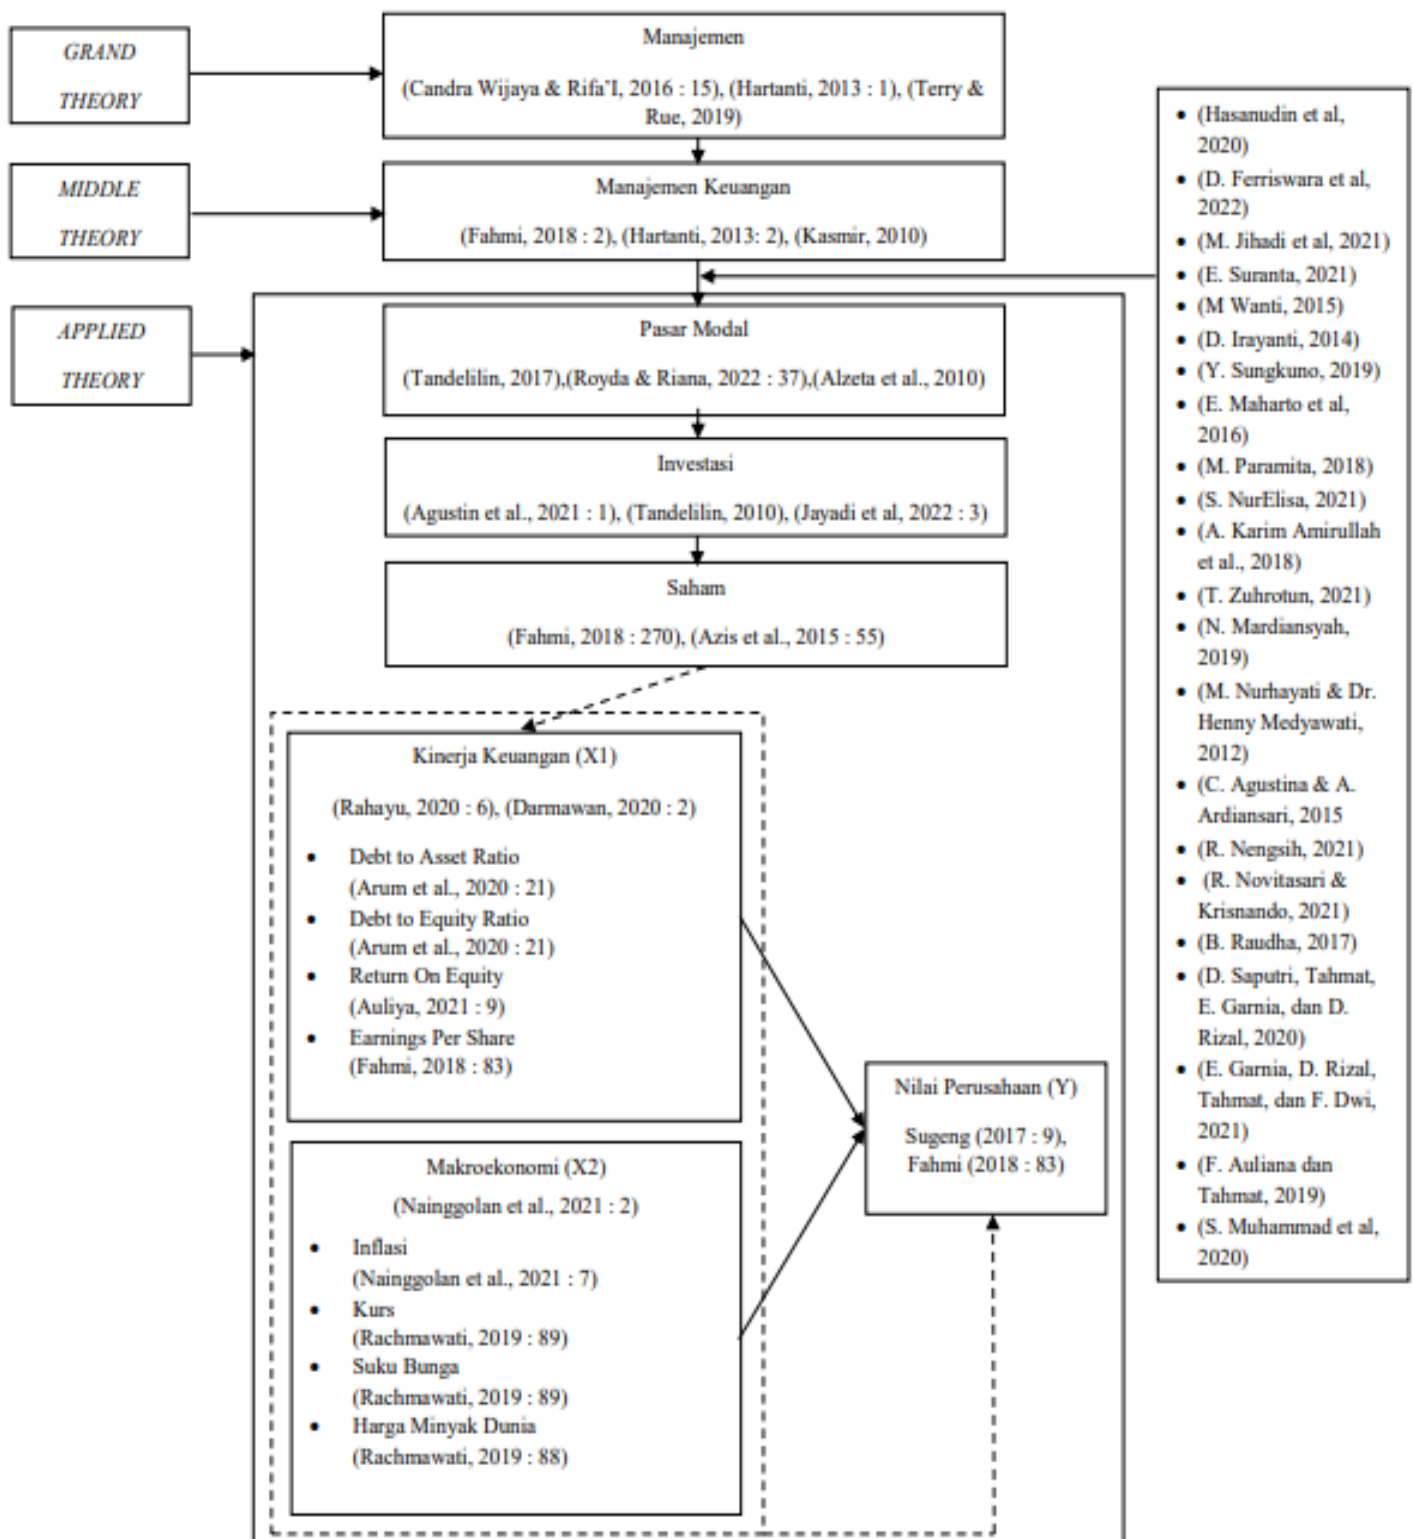 GRAND
THEORY
Manajemen
(Candra Wijaya & Rifa‟I, 2016 : 15), (Hartanti, 2013 : 1), (Terry &
Rue, 2019)
MIDDLE
THEORY
Manajemen Keuangan
(Fahmi, 2018 : 2), (Hartanti, 2013: 2), (Kasmir, 2010)
APPLIED
THEORY
Pasar Modal
(Tandelilin, 2017),(Royda & Riana, 2022 : 37),(Alzeta et al., 2010)
Investasi
(Agustin et al., 2021 : 1), (Tandelilin, 2010), (Jayadi et al, 2022 : 3)
Saham
(Fahmi, 2018 : 270), (Azis et al., 2015 : 55)
Kinerja Keuangan (X1)
(Rahayu, 2020 : 6), (Darmawan, 2020 : 2)
• Debt to Asset Ratio
(Arum et al., 2020 : 21)
• Debt to Equity Ratio
(Arum et al., 2020 : 21)
• Return On Equity
(Auliya, 2021 : 9)
• Earnings Per Share
(Fahmi, 2018 : 83)
Makroekonomi (X2)
(Nainggolan et al., 2021 : 2)
• Inflasi
(Nainggolan et al., 2021 : 7)
• Kurs
(Rachmawati, 2019 : 89)
• Suku Bunga
(Rachmawati, 2019 : 89)
• Harga Minyak Dunia
(Rachmawati, 2019 : 88)
Nilai Perusahaan (Y)
Sugeng (2017 : 9),
Fahmi (2018 : 83)
• (Hasanudin et al,
2020)
• (D. Ferriswara et al,
2022)
• (M. Jihadi et al, 2021)
• (E. Suranta, 2021)
• (M Wanti, 2015)
• (D. Irayanti, 2014)
• (Y. Sungkuno, 2019)
• (E. Maharto et al,
2016)
• (M. Paramita, 2018)
• (S. NurElisa, 2021)
• (A. Karim Amirullah
et al., 2018)
• (T. Zuhrotun, 2021)
• (N. Mardiansyah,
2019)
• (M. Nurhayati & Dr.
Henny Medyawati,
2012)
• (C. Agustina & A.
Ardiansari, 2015
• (R. Nengsih, 2021)
• (R. Novitasari &
Krisnando, 2021)
• (B. Raudha, 2017)
• (D. Saputri, Tahmat,
E. Garnia, dan D.
Rizal, 2020)
• (E. Garnia, D. Rizal,
Tahmat, dan F. Dwi,
2021)
• (F. Auliana dan
Tahmat, 2019)
• (S. Muhammad et al,
2020)